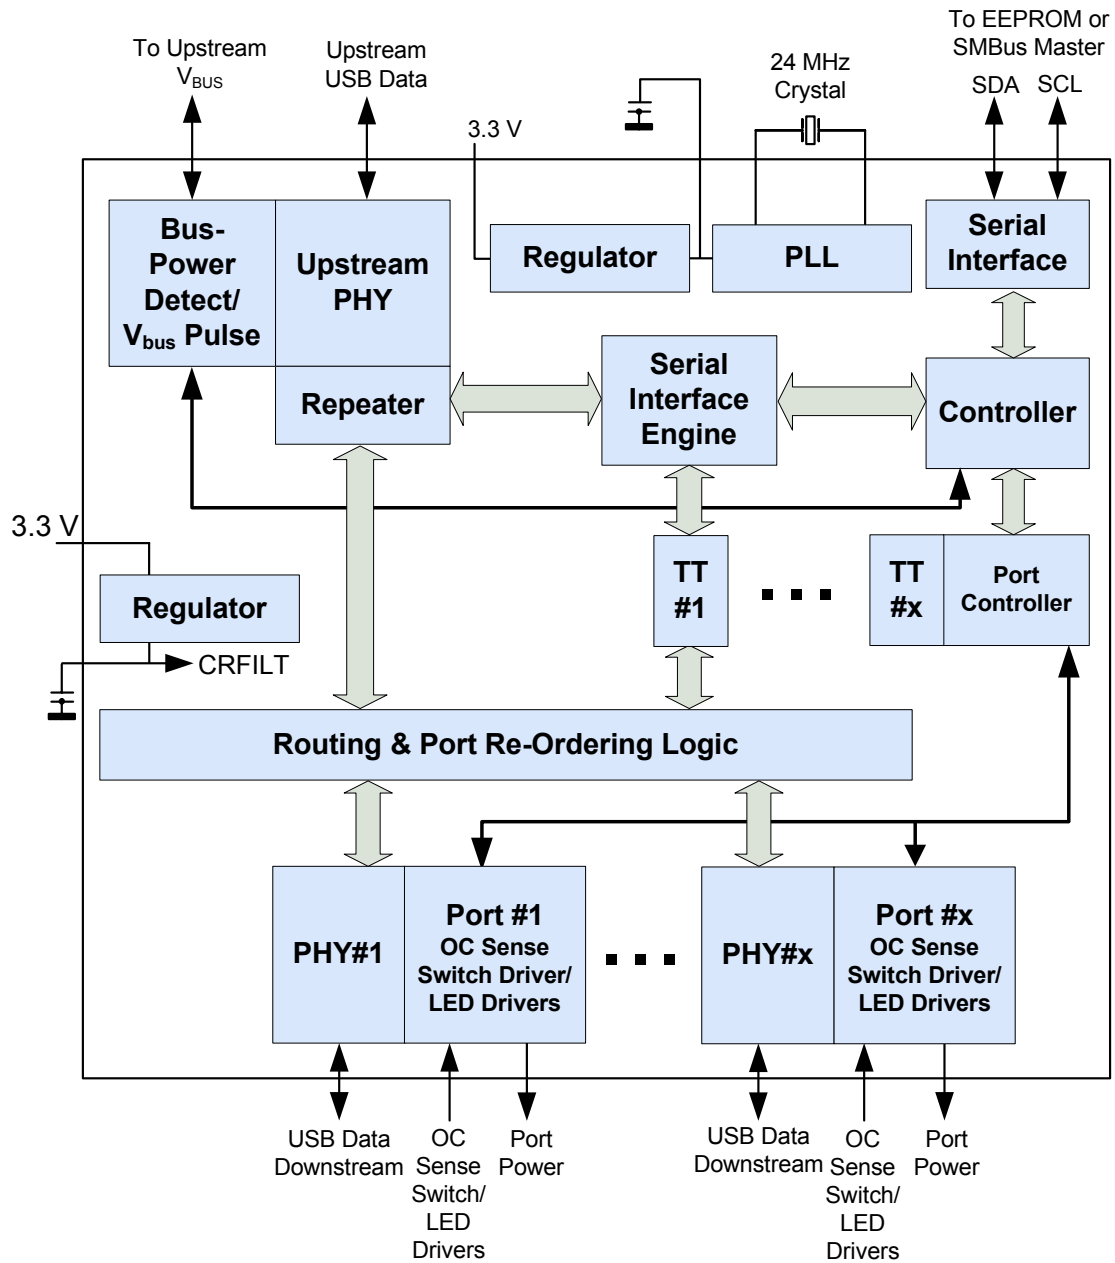 To EEPROM or
SMBus Master
SDA
SCL
To Upstream
VBUS
Upstream
USB Data
24 MHz
Crystal
3.3 V
Bus-
Power
Detect/
Vbus Pulse
Upstream
PHY
Regulator
PLL
Serial
Interface
Repeater
Serial
Interface
Engine
Controller
3.3 V
Regulator
CRFILT
TT
#1
TT
#x
Port
Controller
Routing & Port Re-Ordering Logic
PHY#1
Port #1
OC Sense
Switch Driver/
LED Drivers
PHY#x
Port #x
OC Sense
Switch Driver/
LED Drivers
USB Data
Downstream
OC
Sense
Switch/
LED
Drivers
Port
Power
USB Data
Downstream
OC
Sense
Switch/
LED
Drivers
Port
Power